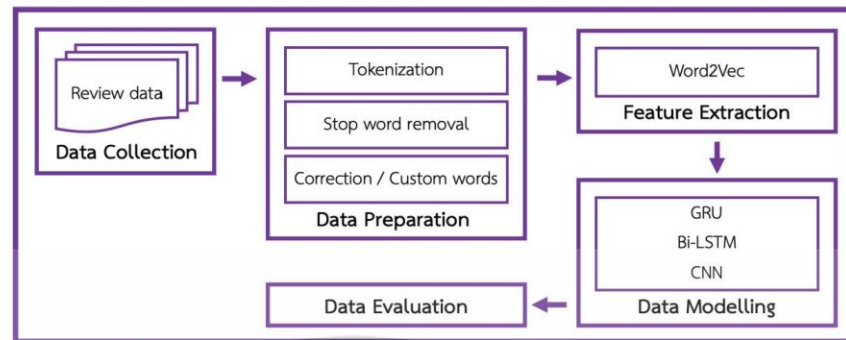 Review data
Data Collection
Tokenization
Stop word removal
Correction / Custom words
Data Preparation
Word2Vec
Feature Extraction
GRU
Bi-LSTM
CNN
Data Modelling
Data Evaluation